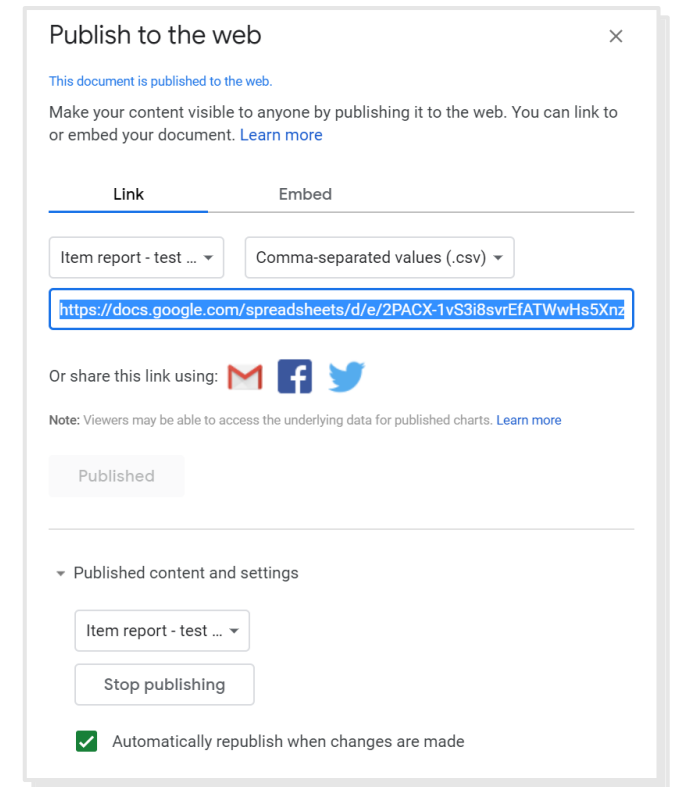 Publish to the web
This document is published to the web.
Make your content visible to anyone by publishing it to the web. You can link to
or embed your document. Learn more
Link Embed
Item report - test ... Comma-separated values (.csv)
https://docs.google.com/spreadsheets/d/e/2PACX-1vS3i8svrEfATWwHs5Xnz
Or share this link using:
Note: Viewers may be able to access the underlying data for published charts. Learn more
Published
Published content and settings
Item report - test ...
Stop publishing
Automatically republish when changes are made